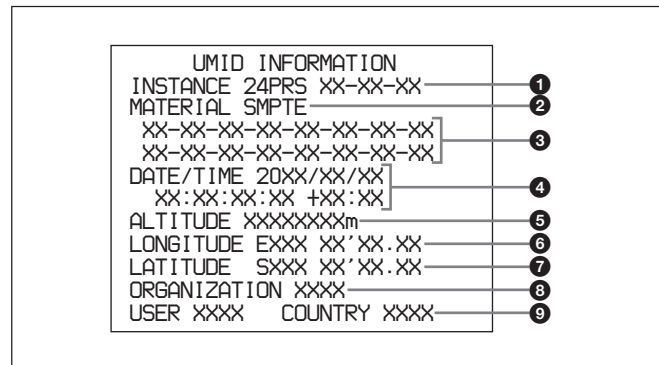 UMID INFORMATION
INSTANCE 24PRS XX-XX-XX
1
MATERIAL SMPTE
2
XX-XX-XX-XX-XX-XX-XX-XX
XX-XX-XX-XX-XX-XX-XX-XX
3
DATE/TIME 20XX/XX/XX
XX:XX:XX:XX +XX:XX
4
ALTITUDE XXXXXXXXm
5
LONGITUDE EXXX XX'XX.XX
6
LATITUDE SXXX XX'XX.XX
7
ORGANIZATION XXXX
8
USER XXXX COUNTRY XXXX
9